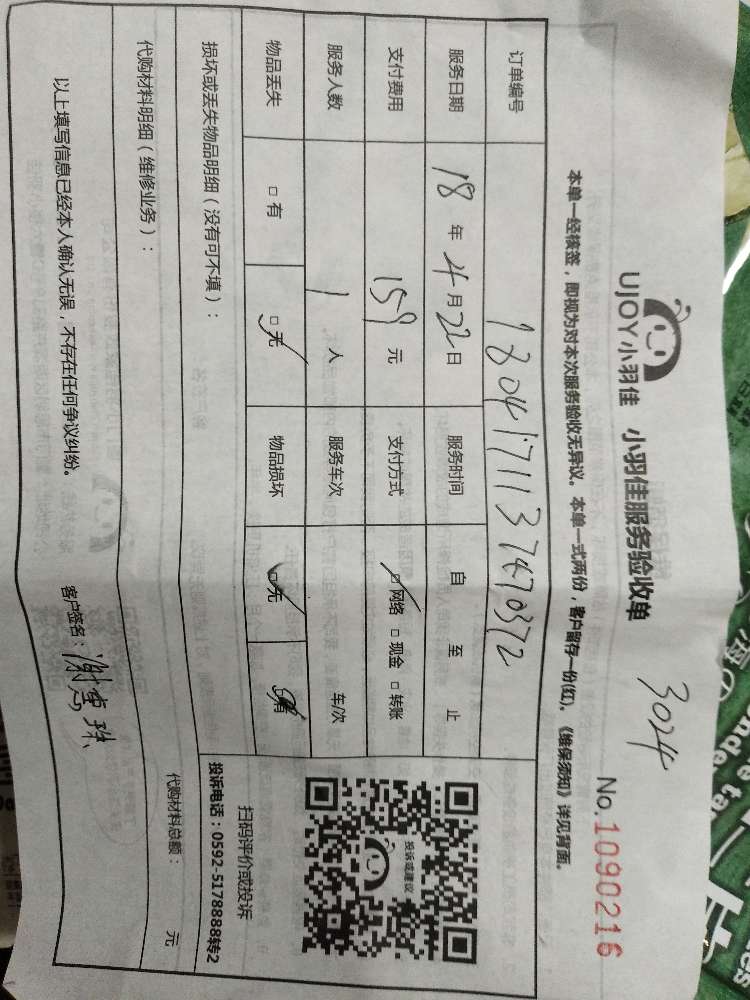 3024
UJOY小羽佳 小羽佳服务验收单
No.1090216
本单一经核签，即视为对本次服务验收无异议。本单一式两份，客户留存一份(红)。《维保须知》详见背面。
订单编号 1804171137470372
服务日期 18 年 4 月 22 日 服务时间 自 至 止
支付费用 159 元 支付方式 □ 网络 □ 现金 □ 转账
服务人数 1 人 服务车次 车/次
物品丢失 □ 有 □ 无 物品损坏 □ 无 □ 有
投诉或建议
扫码评价或投诉
投诉电话：0592-5178888转2
损坏或丢失物品明细（没有可不填）：
代购材料明细（维修业务）：
代购材料总额： 元
以上填写信息已经本人确认无误，不存在任何争议纠纷。
客户签名：谢 珠